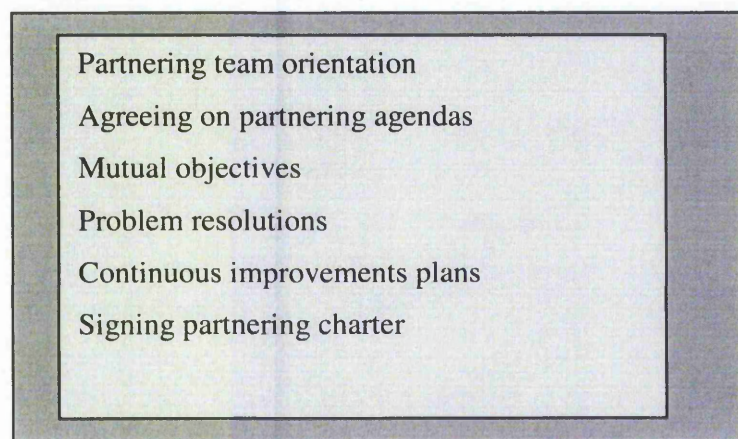 Partnering team orientation
Agreeing on partnering agendas
Mutual objectives
Problem resolutions
Continuous improvements plans
Signing partnering charter